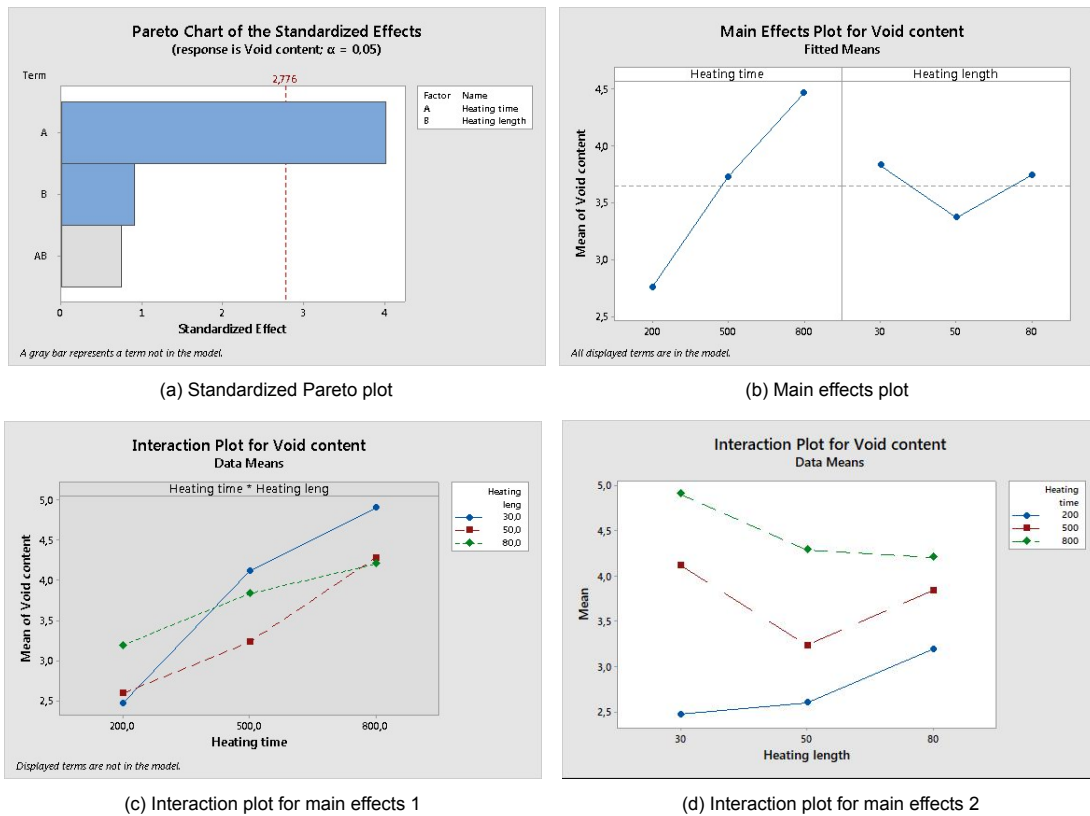 Pareto Chart of the Standardized Effects
(response is Void content; α = 0,05)
Term
2,776
Factor Name
A Heating time
B Heating length
A
B
AB
0 1 2 3 4
Standardized Effect
A gray bar represents a term not in the model.
(a) Standardized Pareto plot
Main Effects Plot for Void content
Fitted Means
Heating time Heating length
4,5
4,0
3,5
3,0
2,5
Mean of Void content
200 500 800 30 50 80
All displayed terms are in the model.
(b) Main effects plot
Interaction Plot for Void content
Data Means
Heating time * Heating leng
Heating
leng
30,0
50,0
80,0
5,0
4,5
4,0
3,5
3,0
2,5
Mean of Void content
200,0 500,0 800,0
Heating time
Displayed terms are not in the model.
(c) Interaction plot for main effects 1
Interaction Plot for Void content
Data Means
Heating
time
200
500
800
5,0
4,5
4,0
3,5
3,0
2,5
Mean
30 50 80
Heating length
(d) Interaction plot for main effects 2